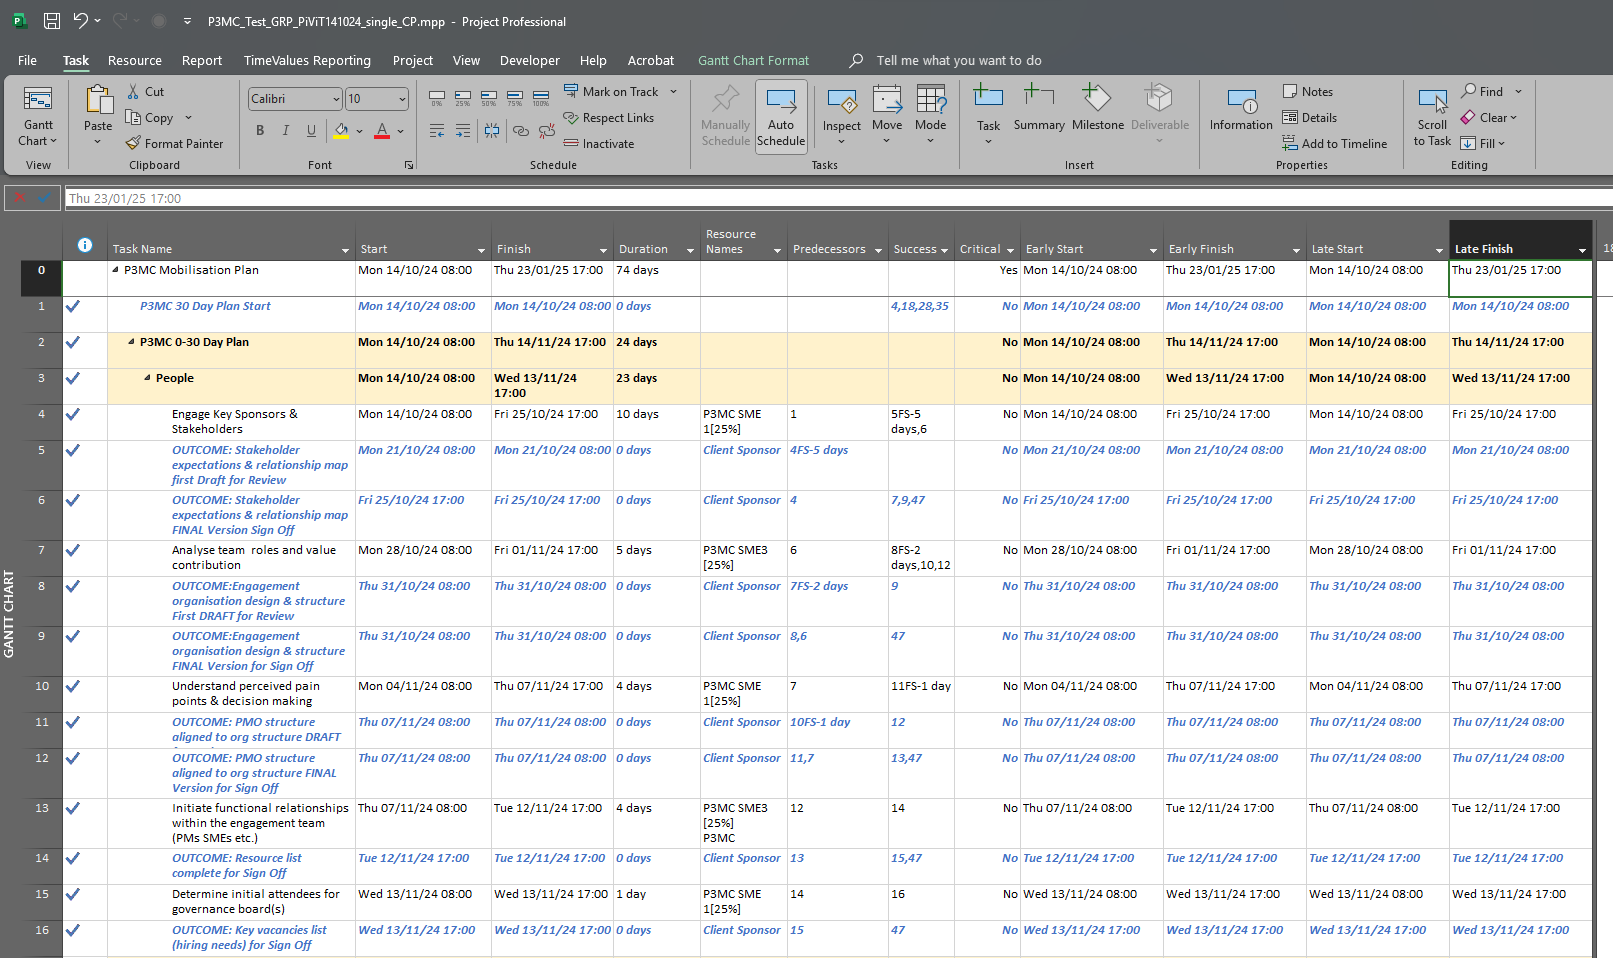 P3MC_Test_GRP_PiViT141024_single_CP.mpp - Project Professional
File Task Resource Report TimeValues Reporting Project View Developer Help Acrobat Gantt Chart Format Tell me what you want to do
Gantt Chart
View
Paste
Cut
Copy
Format Painter
Clipboard
Calibri 10
B I U A
Font
0% 25% 50% 75% 100%
Mark on Track
Respect Links
Inactivate
Schedule
Manually Schedule
Auto Schedule
Inspect
Move
Mode
Tasks
Task
Summary
Milestone
Deliverable
Insert
Information
Notes
Details
Add to Timeline
Properties
Scroll to Task
Find
Clear
Fill
Editing
Thu 23/01/25 17:00
Task Name Start Finish Duration Resource Names Predecessors Success Critical Early Start Early Finish Late Start Late Finish 18
0 P3MC Mobilisation Plan Mon 14/10/24 08:00 Thu 23/01/25 17:00 74 days Yes Mon 14/10/24 08:00 Thu 23/01/25 17:00 Mon 14/10/24 08:00 Thu 23/01/25 17:00
1 P3MC 30 Day Plan Start Mon 14/10/24 08:00 Mon 14/10/24 08:00 0 days 4,18,28,35 No Mon 14/10/24 08:00 Mon 14/10/24 08:00 Mon 14/10/24 08:00 Mon 14/10/24 08:00
2 P3MC 0-30 Day Plan Mon 14/10/24 08:00 Thu 14/11/24 17:00 24 days No Mon 14/10/24 08:00 Thu 14/11/24 17:00 Mon 14/10/24 08:00 Thu 14/11/24 17:00
3 People Mon 14/10/24 08:00 Wed 13/11/24 17:00 23 days No Mon 14/10/24 08:00 Wed 13/11/24 17:00 Mon 14/10/24 08:00 Wed 13/11/24 17:00
4 Engage Key Sponsors & Stakeholders Mon 14/10/24 08:00 Fri 25/10/24 17:00 10 days P3MC SME 1[25%] 1 5FS-5 days,6 No Mon 14/10/24 08:00 Fri 25/10/24 17:00 Mon 14/10/24 08:00 Fri 25/10/24 17:00
5 OUTCOME: Stakeholder expectations & relationship map first Draft for Review Mon 21/10/24 08:00 Mon 21/10/24 08:00 0 days Client Sponsor 4FS-5 days No Mon 21/10/24 08:00 Mon 21/10/24 08:00 Mon 21/10/24 08:00 Mon 21/10/24 08:00
6 OUTCOME: Stakeholder expectations & relationship map FINAL Version Sign Off Fri 25/10/24 17:00 Fri 25/10/24 17:00 0 days Client Sponsor 4 7,9,47 No Fri 25/10/24 17:00 Fri 25/10/24 17:00 Fri 25/10/24 17:00 Fri 25/10/24 17:00
7 Analyse team roles and value contribution Mon 28/10/24 08:00 Fri 01/11/24 17:00 5 days P3MC SME3 [25%] 6 8FS-2 days,10,12 No Mon 28/10/24 08:00 Fri 01/11/24 17:00 Mon 28/10/24 08:00 Fri 01/11/24 17:00
8 OUTCOME:Engagement organisation design & structure First DRAFT for Review Thu 31/10/24 08:00 Thu 31/10/24 08:00 0 days Client Sponsor 7FS-2 days 9 No Thu 31/10/24 08:00 Thu 31/10/24 08:00 Thu 31/10/24 08:00 Thu 31/10/24 08:00
9 OUTCOME:Engagement organisation design & structure FINAL Version for Sign Off Thu 31/10/24 08:00 Thu 31/10/24 08:00 0 days Client Sponsor 8,6 47 No Thu 31/10/24 08:00 Thu 31/10/24 08:00 Thu 31/10/24 08:00 Thu 31/10/24 08:00
10 Understand perceived pain points & decision making Mon 04/11/24 08:00 Thu 07/11/24 17:00 4 days P3MC SME 1[25%] 7 11FS-1 day No Mon 04/11/24 08:00 Thu 07/11/24 17:00 Mon 04/11/24 08:00 Thu 07/11/24 17:00
11 OUTCOME: PMO structure aligned to org structure DRAFT Thu 07/11/24 08:00 Thu 07/11/24 08:00 0 days Client Sponsor 10FS-1 day 12 No Thu 07/11/24 08:00 Thu 07/11/24 08:00 Thu 07/11/24 08:00 Thu 07/11/24 08:00
12 OUTCOME: PMO structure aligned to org structure FINAL Version for Sign Off Thu 07/11/24 08:00 Thu 07/11/24 08:00 0 days Client Sponsor 11,7 13,47 No Thu 07/11/24 08:00 Thu 07/11/24 08:00 Thu 07/11/24 08:00 Thu 07/11/24 08:00
13 Initiate functional relationships within the engagement team (PMs SMEs etc.) Thu 07/11/24 08:00 Tue 12/11/24 17:00 4 days P3MC SME3 [25%] P3MC 12 14 No Thu 07/11/24 08:00 Tue 12/11/24 17:00 Thu 07/11/24 08:00 Tue 12/11/24 17:00
14 OUTCOME: Resource list complete for Sign Off Tue 12/11/24 17:00 Tue 12/11/24 17:00 0 days Client Sponsor 13 15,47 No Tue 12/11/24 17:00 Tue 12/11/24 17:00 Tue 12/11/24 17:00 Tue 12/11/24 17:00
15 Determine initial attendees for governance board(s) Wed 13/11/24 08:00 Wed 13/11/24 17:00 1 day P3MC SME 1[25%] 14 16 No Wed 13/11/24 08:00 Wed 13/11/24 17:00 Wed 13/11/24 08:00 Wed 13/11/24 17:00
16 OUTCOME: Key vacancies list (hiring needs) for Sign Off Wed 13/11/24 17:00 Wed 13/11/24 17:00 0 days Client Sponsor 15 47 No Wed 13/11/24 17:00 Wed 13/11/24 17:00 Wed 13/11/24 17:00 Wed 13/11/24 17:00
GANTT CHART